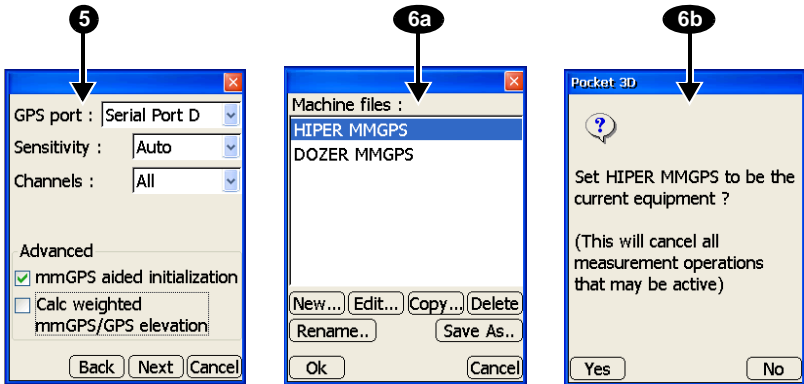 5
GPS port : Serial Port D
Sensitivity : Auto
Channels : All
Advanced
mmGPS aided initialization
Calc weighted
mmGPS/GPS elevation
Back Next Cancel
6a
Machine files :
HIPER MMGPS
DOZER MMGPS
New... Edit... Copy... Delete
Rename.. Save As..
Ok Cancel
6b
Pocket 3D
?
Set HIPER MMGPS to be the
current equipment ?
(This will cancel all
measurement operations
that may be active)
Yes No